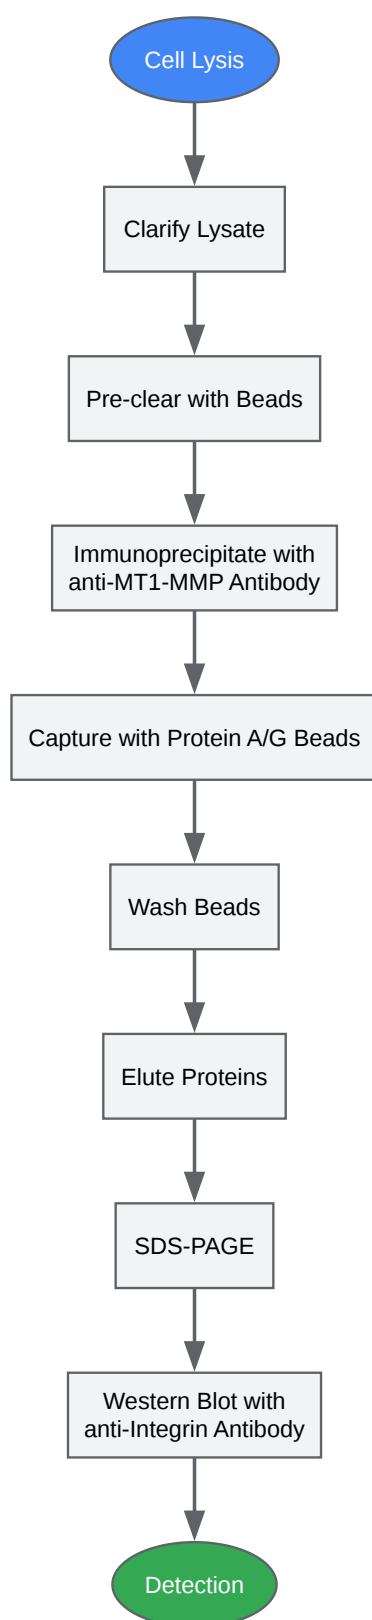 Cell Lysis
Clarify Lysate
Pre-clear with Beads
Immunoprecipitate with
anti-MT1-MMP Antibody
Capture with Protein A/G Beads
Wash Beads
Elute Proteins
SDS-PAGE
Western Blot with
anti-Integrin Antibody
Detection